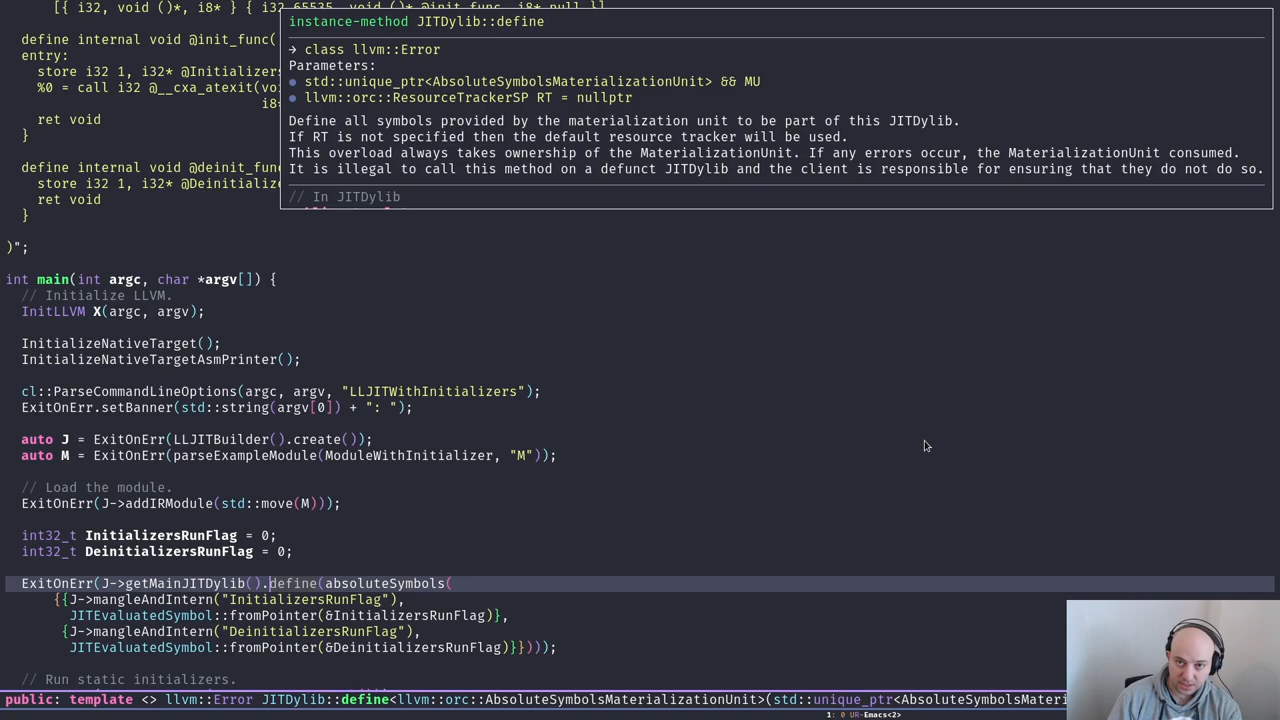 [{ i32, void ()*, i8* } { i32 65535, void ()* @init_func, i8* null }]
define internal void @init_func(
entry:
store i32 1, i32* @Initializers
%0 = call i32 @__cxa_atexit(voi
i8*
ret void
}
define internal void @deinit_func
store i32 1, i32* @Deinitialize
ret void
}
)";
instance-method JITDylib::define
→ class llvm::Error
Parameters:
● std::unique_ptr<AbsoluteSymbolsMaterializationUnit> && MU
● llvm::orc::ResourceTrackerSP RT = nullptr
Define all symbols provided by the materialization unit to be part of this JITDylib.
If RT is not specified then the default resource tracker will be used.
This overload always takes ownership of the MaterializationUnit. If any errors occur, the MaterializationUnit consumed.
It is illegal to call this method on a defunct JITDylib and the client is responsible for ensuring that they do not do so.
// In JITDylib
int main(int argc, char *argv[]) {
// Initialize LLVM.
InitLLVM X(argc, argv);
InitializeNativeTarget();
InitializeNativeTargetAsmPrinter();
cl::ParseCommandLineOptions(argc, argv, "LLJITWithInitializers");
ExitOnErr.setBanner(std::string(argv[0]) + ": ");
auto J = ExitOnErr(LLJITBuilder().create());
auto M = ExitOnErr(parseExampleModule(ModuleWithInitializer, "M"));
// Load the module.
ExitOnErr(J->addIRModule(std::move(M)));
int32_t InitializersRunFlag = 0;
int32_t DeinitializersRunFlag = 0;
ExitOnErr(J->getMainJITDylib().define(absoluteSymbols(
{{J->mangleAndIntern("InitializersRunFlag"),
JITEvaluatedSymbol::fromPointer(&InitializersRunFlag)},
{J->mangleAndIntern("DeinitializersRunFlag"),
JITEvaluatedSymbol::fromPointer(&DeinitializersRunFlag)}})));
// Run static initializers.
public: template <> llvm::Error JITDylib::define<llvm::orc::AbsoluteSymbolsMaterializationUnit>(std::unique_ptr<AbsoluteSymbolsMateria
1: 0 UR-Emacs<2>